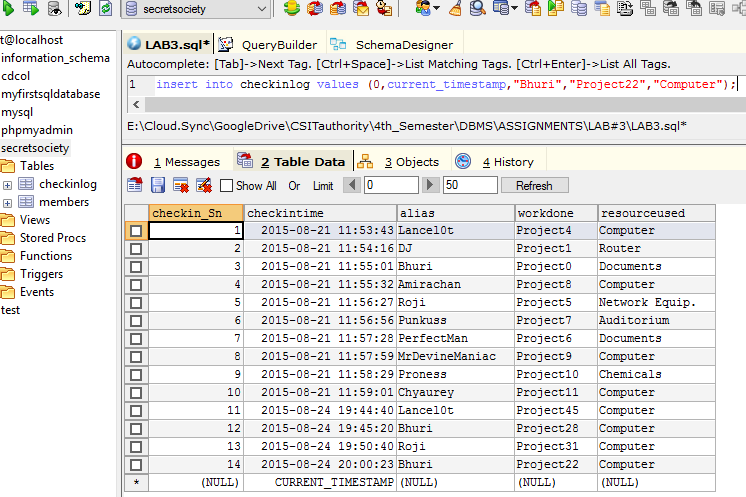 secretsociety
t@localhost
information_schema
cdcol
myfirstsqldatabase
mysql
phpmyadmin
secretsociety
Tables
checkinlog
members
Views
Stored Procs
Functions
Triggers
Events
test
LAB3.sql* QueryBuilder SchemaDesigner
Autocomplete: [Tab]->Next Tag. [Ctrl+Space]->List Matching Tags. [Ctrl+Enter]->List All Tags.
1 insert into checkinlog values (0,current_timestamp,"Bhuri","Project22","Computer");
E:\Cloud.Sync\GoogleDrive\CSITauthority\4th_Semester\DBMS\ASSIGNMENTS\LAB#3\LAB3.sql*
1 Messages 2 Table Data 3 Objects 4 History
Show All Or Limit 0 50 Refresh
checkin_Sn checkintime alias workdone resourceused
1 2015-08-21 11:53:43 Lancel0t Project4 Computer
2 2015-08-21 11:54:16 DJ Project1 Router
3 2015-08-21 11:55:01 Bhuri Project0 Documents
4 2015-08-21 11:55:32 Amirachan Project8 Computer
5 2015-08-21 11:56:27 Roji Project5 Network Equip.
6 2015-08-21 11:56:56 Punkuss Project7 Auditorium
7 2015-08-21 11:57:28 PerfectMan Project6 Documents
8 2015-08-21 11:57:59 MrDevineManiac Project9 Computer
9 2015-08-21 11:58:29 Proness Project10 Chemicals
10 2015-08-21 11:59:01 Chyaurey Project11 Computer
11 2015-08-24 19:44:40 Lancel0t Project45 Computer
12 2015-08-24 19:45:20 Bhuri Project28 Computer
13 2015-08-24 19:50:40 Roji Project31 Computer
14 2015-08-24 20:00:23 Bhuri Project22 Computer
* (NULL) CURRENT_TIMESTAMP (NULL) (NULL) (NULL)